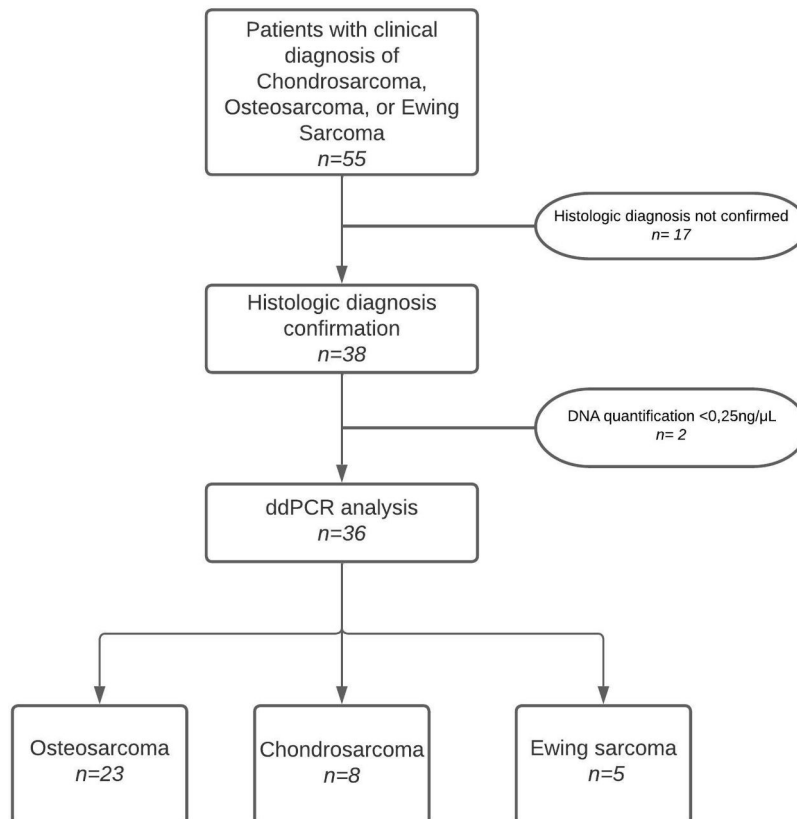 Patients with clinical
diagnosis of
Chondrosarcoma,
Osteosarcoma, or Ewing
Sarcoma
n=55
Histologic diagnosis not confirmed
n= 17
Histologic diagnosis
confirmation
n=38
DNA quantification <0,25ng/μL
n= 2
ddPCR analysis
n=36
Osteosarcoma
n=23
Chondrosarcoma
n=8
Ewing sarcoma
n=5